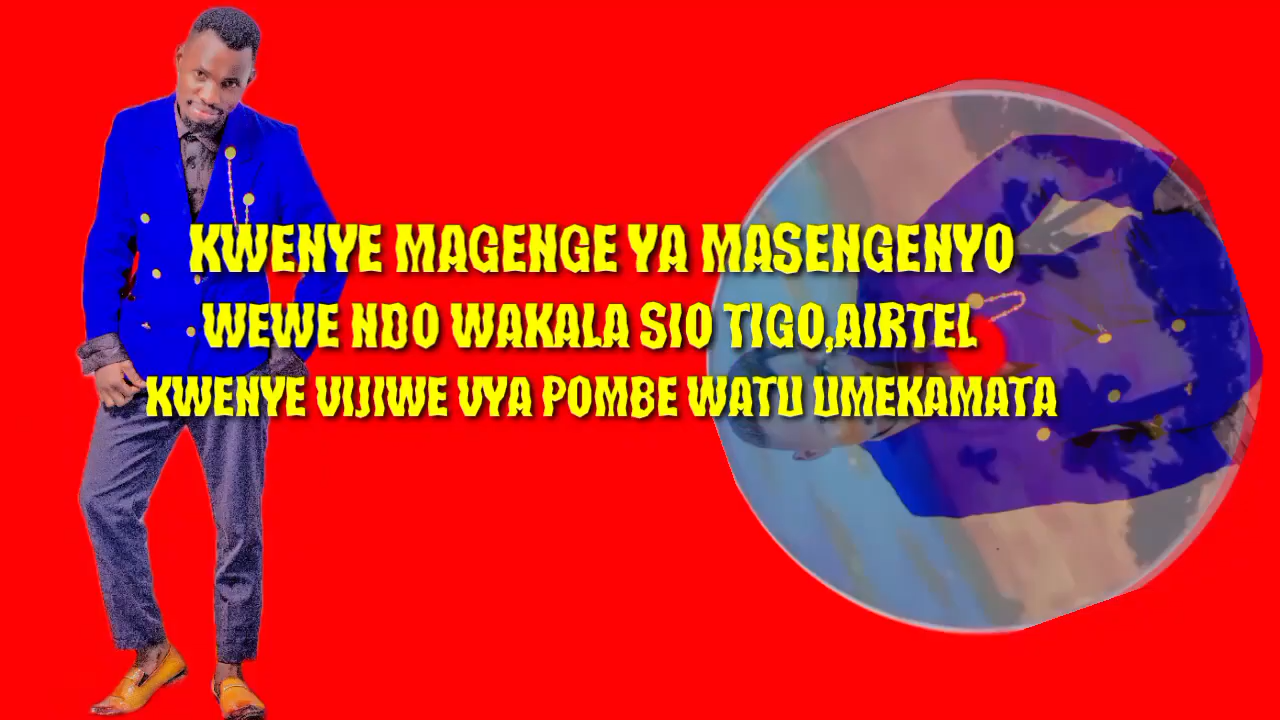 KWENYE MAGENGE YA MASENGENYO
WEWE NDO WAKALA SIO TIGO,AIRTEL
KWENYE VIJIWE VYA POMBE WATU UMEKAMATA